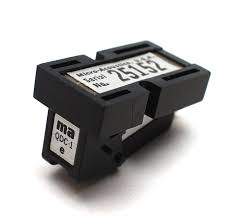 Micro-Acoustics, U.S.A.
Serial
No. 25152
ma
QDC-1
e